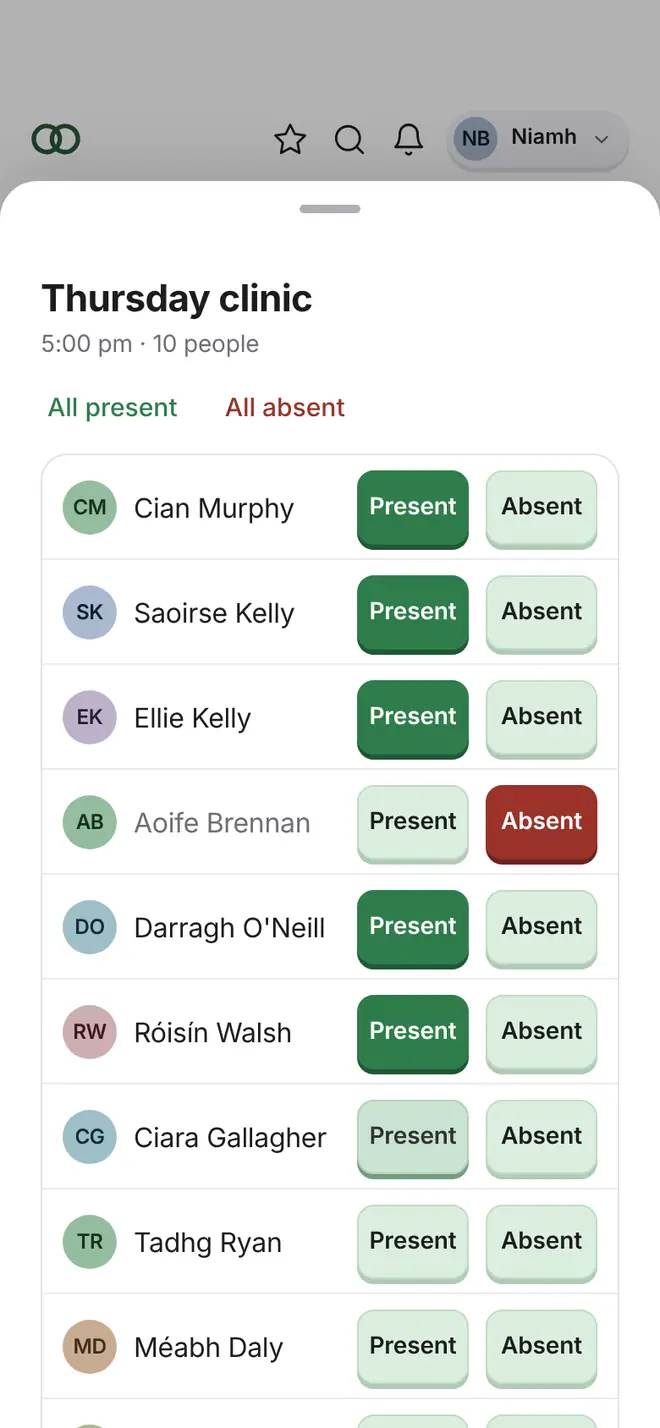 NB Niamh
Thursday clinic
5:00 pm · 10 people
All present All absent
CM Cian Murphy Present Absent
SK Saoirse Kelly Present Absent
EK Ellie Kelly Present Absent
AB Aoife Brennan Present Absent
DO Darragh O'Neill Present Absent
RW Róisín Walsh Present Absent
CG Ciara Gallagher Present Absent
TR Tadhg Ryan Present Absent
MD Méabh Daly Present Absent